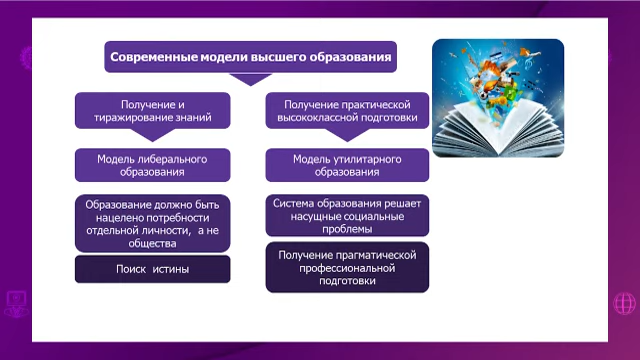 Современные модели высшего образования
Получение и
тиражирование знаний
Модель либерального
образования
Образование должно быть
нацелено потребности
отдельной личности, а не
общества
Поиск истины
Получение практической
высококлассной подготовки
Модель утилитарного
образования
Система образования решает
насущные социальные
проблемы
Получение прагматической
профессиональной
подготовки